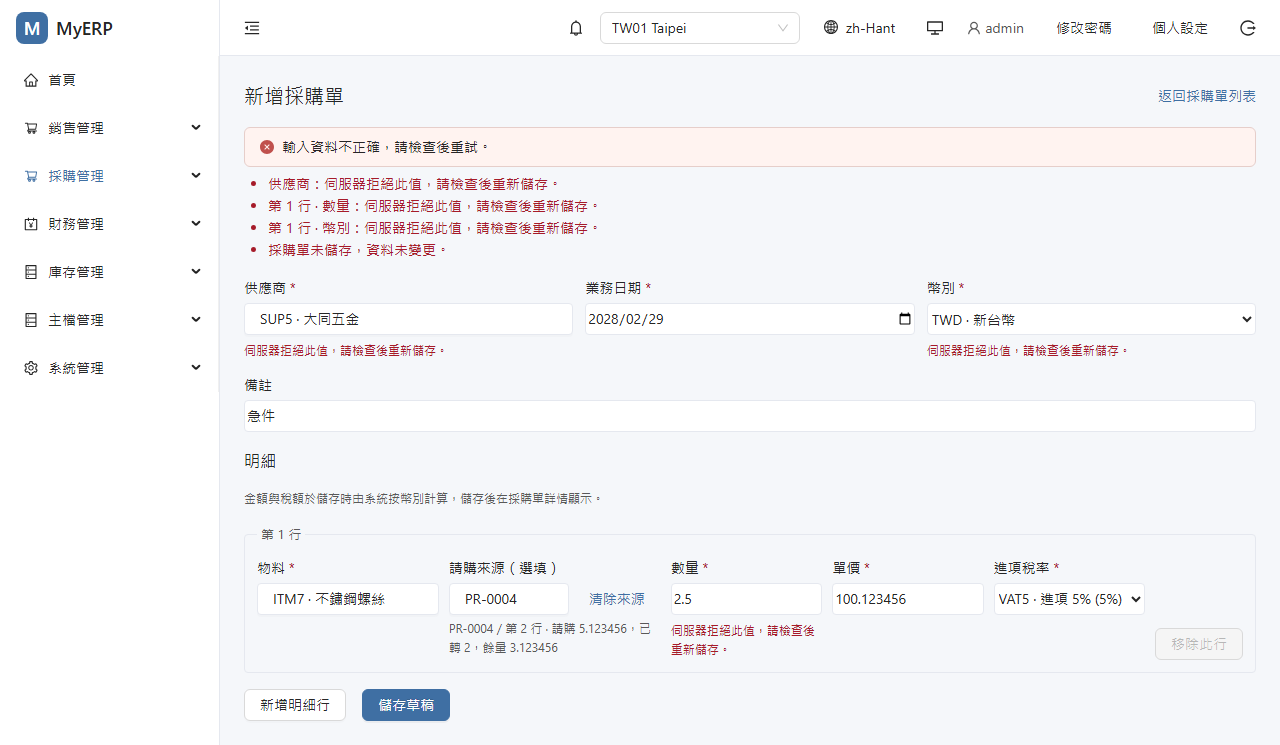 M MyERP
TW01 Taipei
zh-Hant
admin
修改密碼
個人設定
首頁
銷售管理
採購管理
財務管理
庫存管理
主檔管理
系統管理
新增採購單
返回採購單列表
輸入資料不正確，請檢查後重試。
供應商：伺服器拒絕此值，請檢查後重新儲存。
第 1 行 · 數量：伺服器拒絕此值，請檢查後重新儲存。
第 1 行 · 幣別：伺服器拒絕此值，請檢查後重新儲存。
採購單未儲存，資料未變更。
供應商 *
業務日期 *
幣別 *
SUP5 · 大同五金
2028/02/29
TWD · 新台幣
伺服器拒絕此值，請檢查後重新儲存。
伺服器拒絕此值，請檢查後重新儲存。
備註
急件
明細
金額與稅額於儲存時由系統按幣別計算，儲存後在採購單詳情顯示。
第 1 行
物料 *
請購來源（選填）
數量 *
單價 *
進項稅率 *
ITM7 · 不鏽鋼螺絲
PR-0004
清除來源
2.5
100.123456
VAT5 · 進項 5% (5%)
PR-0004 / 第 2 行 · 請購 5.123456，已
轉 2，餘量 3.123456
伺服器拒絕此值，請檢查後
重新儲存。
移除此行
新增明細行
儲存草稿